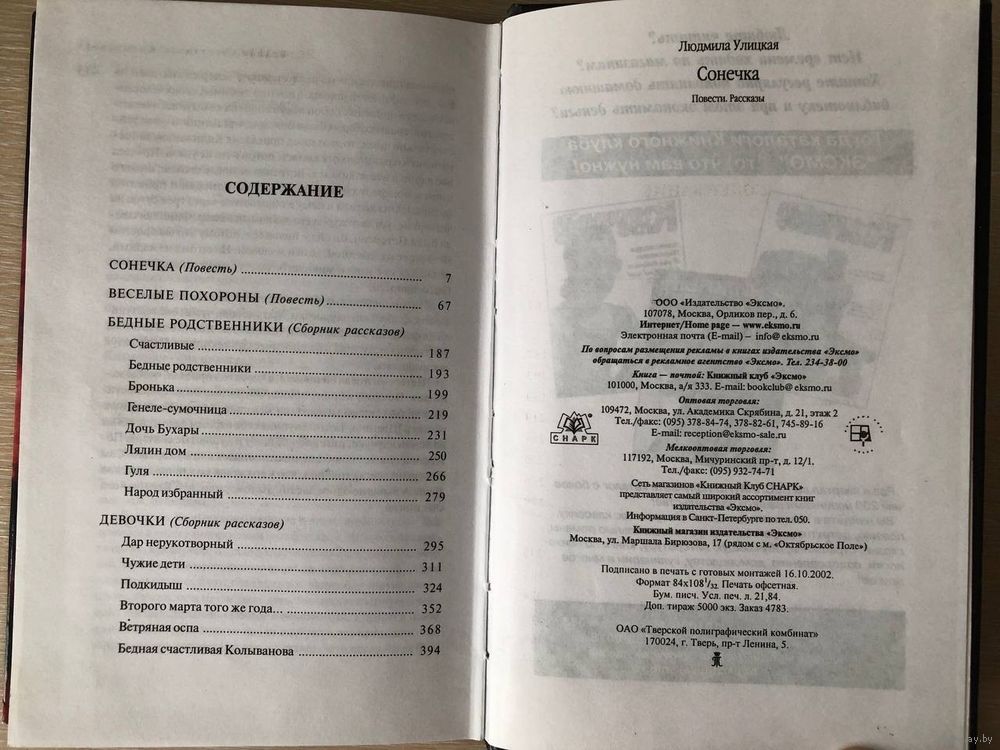 СОДЕРЖАНИЕ
СОНЕЧКА (Повесть) ........ 7
ВЕСЕЛЫЕ ПОХОРОНЫ (Повесть) ........ 67
БЕДНЫЕ РОДСТВЕННИКИ (Сборник рассказов)
Счастливые ........ 187
Бедные родственники ........ 193
Бронька ........ 199
Генеле-сумочница ........ 219
Дочь Бухары ........ 231
Лялин дом ........ 250
Гуля ........ 266
Народ избранный ........ 279
ДЕВОЧКИ (Сборник рассказов)
Дар нерукотворный ........ 295
Чужие дети ........ 311
Подкидыш ........ 324
Второго марта того же года... ........ 352
Ветряная оспа ........ 368
Бедная счастливая Колыванова ........ 394
Людмила Улицкая
Сонечка
Повести. Рассказы
ООО «Издательство «Эксмо».
107078, Москва, Орликов пер., д. 6.
Интернет/Home page — www.eksmo.ru
Электронная почта (E-mail) – info@ eksmo.ru
По вопросам размещения рекламы в книгах издательства «Эксмо»
обращаться в рекламное агентство «Эксмо». Тел. 234-38-00
Книга — почтой: Книжный клуб «Эксмо»
101000, Москва, а/я 333. E-mail: bookclub@ eksmo.ru
Оптовая торговля:
109472, Москва, ул. Академика Скрябина, д. 21, этаж 2
Тел./факс: (095) 378-84-74, 378-82-61, 745-89-16
E-mail: reception@eksmo-sale.ru
СНАРК
Мелкооптовая торговля:
117192, Москва, Мичуринский пр-т, д. 12/1.
Тел./факс: (095) 932-74-71
Сеть магазинов «Книжный Клуб СНАРК»
представляет самый широкий ассортимент книг
издательства «Эксмо».
Информация в Санкт-Петербурге по тел. 050.
Книжный магазин издательства «Эксмо»
Москва, ул. Маршала Бирюзова, 17 (рядом с м. «Октябрьское Поле»)
Подписано в печать с готовых монтажей 16.10.2002.
Формат 84x108 1/32. Печать офсетная.
Бум. писч. Усл. печ. л. 21,84.
Доп. тираж 5000 экз. Заказ 4783.
ОАО «Тверской полиграфический комбинат»
170024, г. Тверь, пр-т Ленина, 5.
ay.by